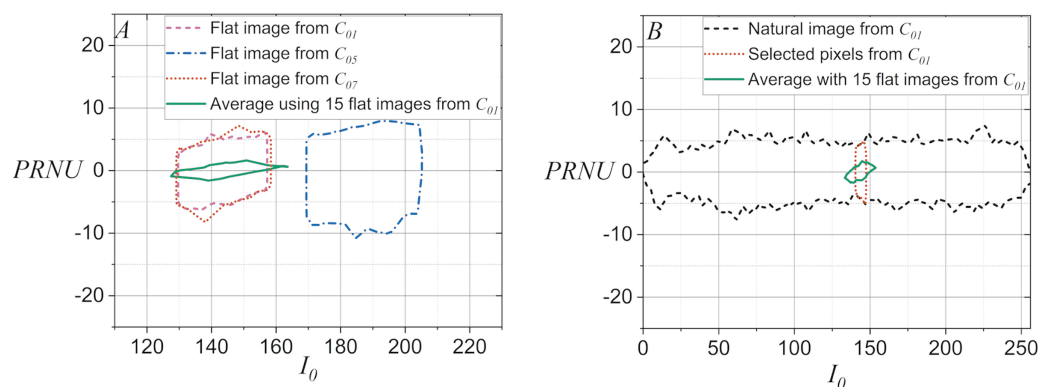 A
Flat image from C01
Flat image from C05
Flat image from C07
Average using 15 flat images from C01
20
10
0
-10
-20
PRNU
120 140 160 180 200 220
I0
B
Natural image from C01
Selected pixels from C01
Average with 15 flat images from C01
20
10
0
-10
-20
PRNU
0 50 100 150 200 250
I0